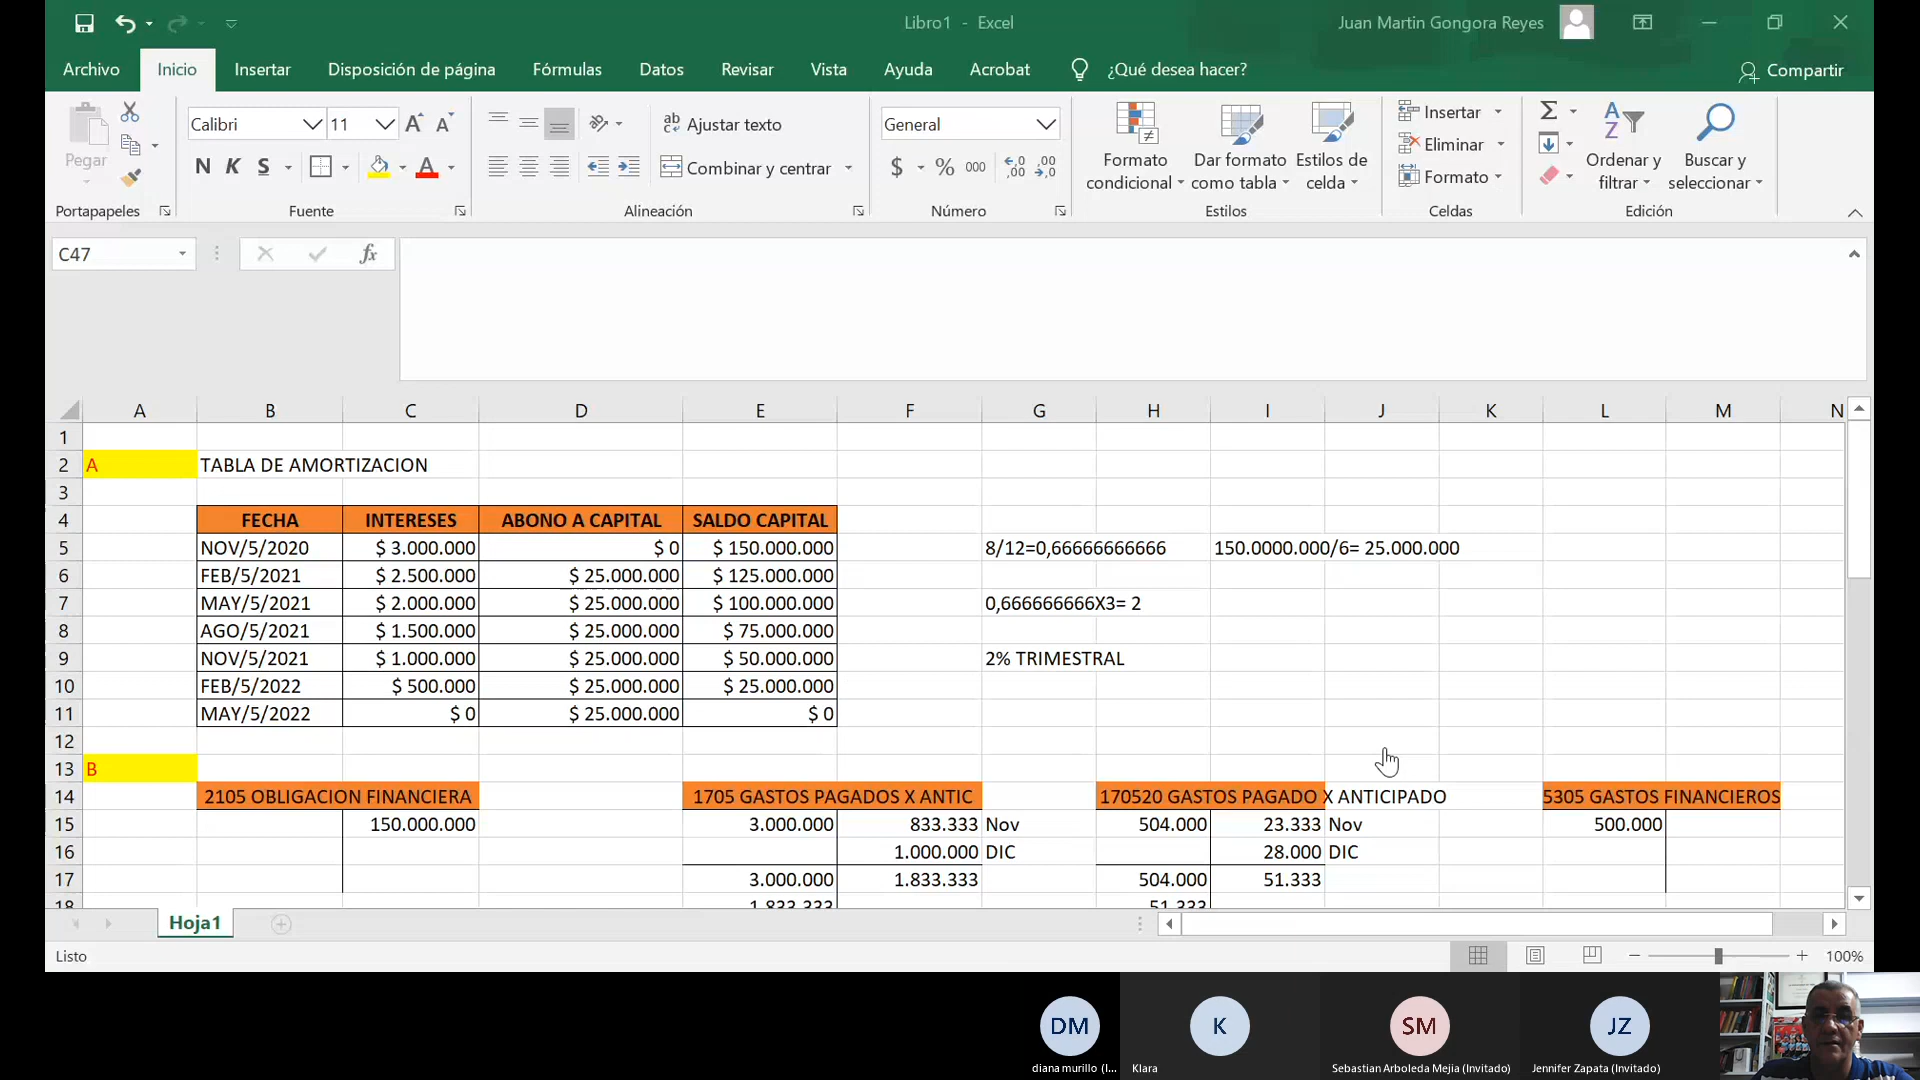 Libro1 - Excel
Juan Martin Gongora Reyes
Archivo Inicio Insertar Disposición de página Fórmulas Datos Revisar Vista Ayuda Acrobat ¿Qué desea hacer? Compartir
Pegar
Calibri 11
N K S
ab Ajustar texto
Combinar y centrar
General
$ % 000
Formato condicional
Dar formato como tabla
Estilos de celda
Insertar
Eliminar
Formato
Ordenar y filtrar
Buscar y seleccionar
Portapapeles Fuente Alineación Número Estilos Celdas Edición
C47 fx
A B C D E F G H I J K L M N
1
2 A TABLA DE AMORTIZACION
3
4 FECHA INTERESES ABONO A CAPITAL SALDO CAPITAL
5 NOV/5/2020 $ 3.000.000 $ 0 $ 150.000.000 8/12=0,66666666666 150.0000.000/6= 25.000.000
6 FEB/5/2021 $ 2.500.000 $ 25.000.000 $ 125.000.000
7 MAY/5/2021 $ 2.000.000 $ 25.000.000 $ 100.000.000 0,666666666X3= 2
8 AGO/5/2021 $ 1.500.000 $ 25.000.000 $ 75.000.000
9 NOV/5/2021 $ 1.000.000 $ 25.000.000 $ 50.000.000 2% TRIMESTRAL
10 FEB/5/2022 $ 500.000 $ 25.000.000 $ 25.000.000
11 MAY/5/2022 $ 0 $ 25.000.000 $ 0
12
13 B
14 2105 OBLIGACION FINANCIERA 1705 GASTOS PAGADOS X ANTIC 170520 GASTOS PAGADO X ANTICIPADO 5305 GASTOS FINANCIEROS
15 150.000.000 3.000.000 833.333 Nov 504.000 23.333 Nov 500.000
16 1.000.000 DIC 28.000 DIC
17 3.000.000 1.833.333 504.000 51.333
18 1.833.333 51.333
Hoja1
Listo 100%
DM K SM JZ
diana murillo (I... Klara Sebastian Arboleda Mejia (Invitado) Jennifer Zapata (Invitado)